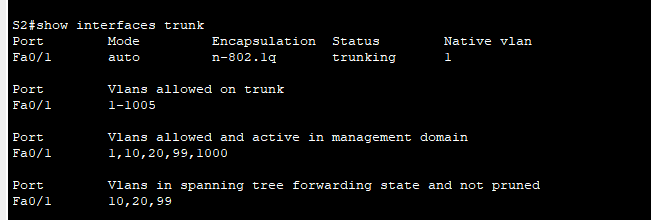 S2#show interfaces trunk
Port        Mode         Encapsulation  Status        Native vlan
Fa0/1       auto         n-802.1q       trunking      1
Port        Vlans allowed on trunk
Fa0/1       1-1005
Port        Vlans allowed and active in management domain
Fa0/1       1,10,20,99,1000
Port        Vlans in spanning tree forwarding state and not pruned
Fa0/1       10,20,99